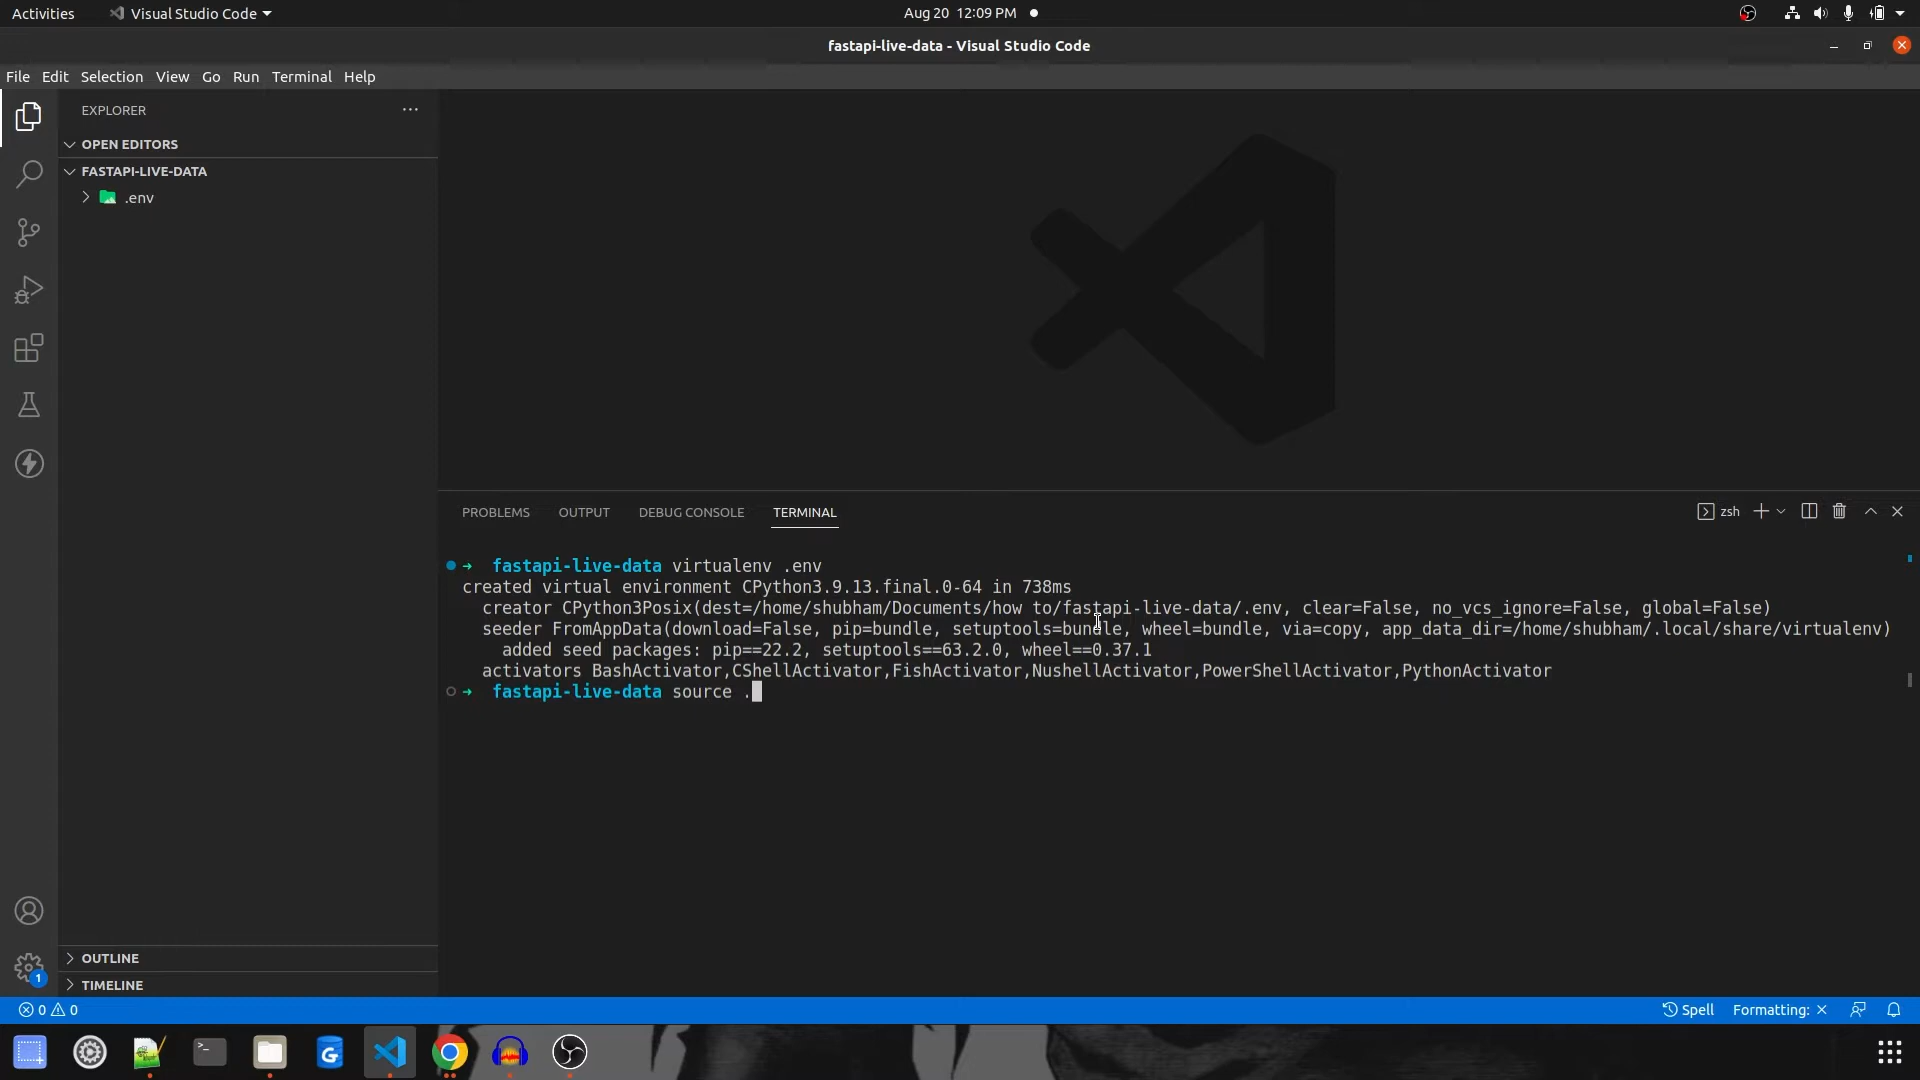 Activities
Visual Studio Code
Aug 20 12:09 PM
fastapi-live-data - Visual Studio Code
File Edit Selection View Go Run Terminal Help
EXPLORER
OPEN EDITORS
FASTAPI-LIVE-DATA
.env
PROBLEMS OUTPUT DEBUG CONSOLE TERMINAL
zsh
→ fastapi-live-data virtualenv .env
created virtual environment CPython3.9.13.final.0-64 in 738ms
creator CPython3Posix(dest=/home/shubham/Documents/how to/fastapi-live-data/.env, clear=False, no_vcs_ignore=False, global=False)
seeder FromAppData(download=False, pip=bundle, setuptools=bundle, wheel=bundle, via=copy, app_data_dir=/home/shubham/.local/share/virtualenv)
added seed packages: pip==22.2, setuptools==63.2.0, wheel==0.37.1
activators BashActivator,CShellActivator,FishActivator,NushellActivator,PowerShellActivator,PythonActivator
→ fastapi-live-data source .
OUTLINE
1
TIMELINE
0 0
Spell
Formatting: ×